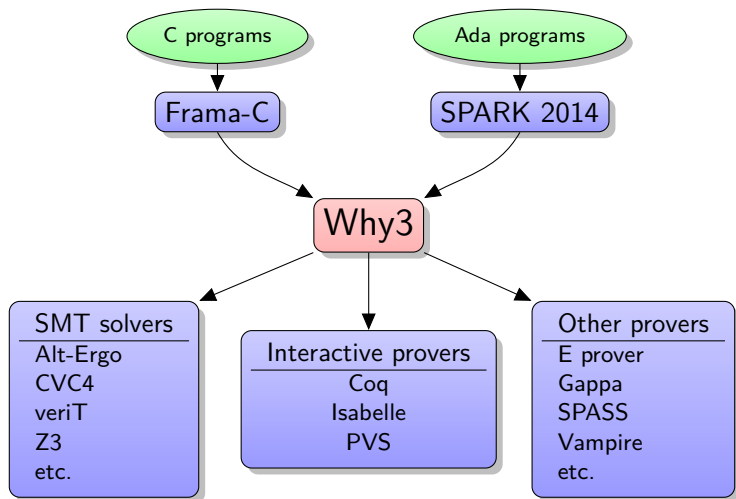 C programs
Ada programs
Frama-C
SPARK 2014
Why3
SMT solvers
Alt-Ergo
CVC4
veriT
Z3
etc.
Interactive provers
Coq
Isabelle
PVS
Other provers
E prover
Gappa
SPASS
Vampire
etc.